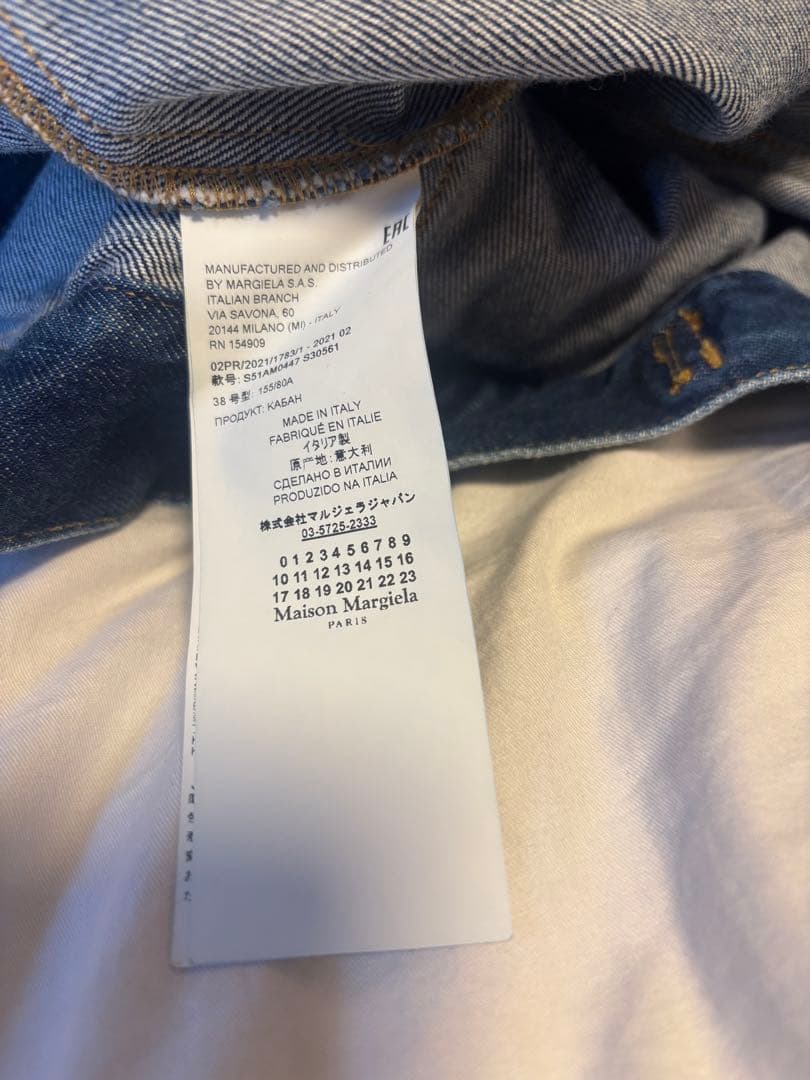 EAC
MANUFACTURED AND DISTRIBUTED
BY MARGIELA S.A.S.
ITALIAN BRANCH
VIA SAVONA, 60
20144 MILANO (MI) - ITALY
RN 154909
02PR/2021/1783/1 - 2021 02
款号: S51AM0447 S30561
38 号型: 155/80A
ПРОДУКТ: КАБАН
MADE IN ITALY
FABRIQUÉ EN ITALIE
イタリア製
原产地:意大利
СДЕЛАНО В ИТАЛИИ
PRODUZIDO NA ITALIA
株式会社マルジェラジャパン
03-5725-2333
0 1 2 3 4 5 6 7 8 9
10 11 12 13 14 15 16
17 18 19 20 21 22 23
Maison Margiela
PARIS